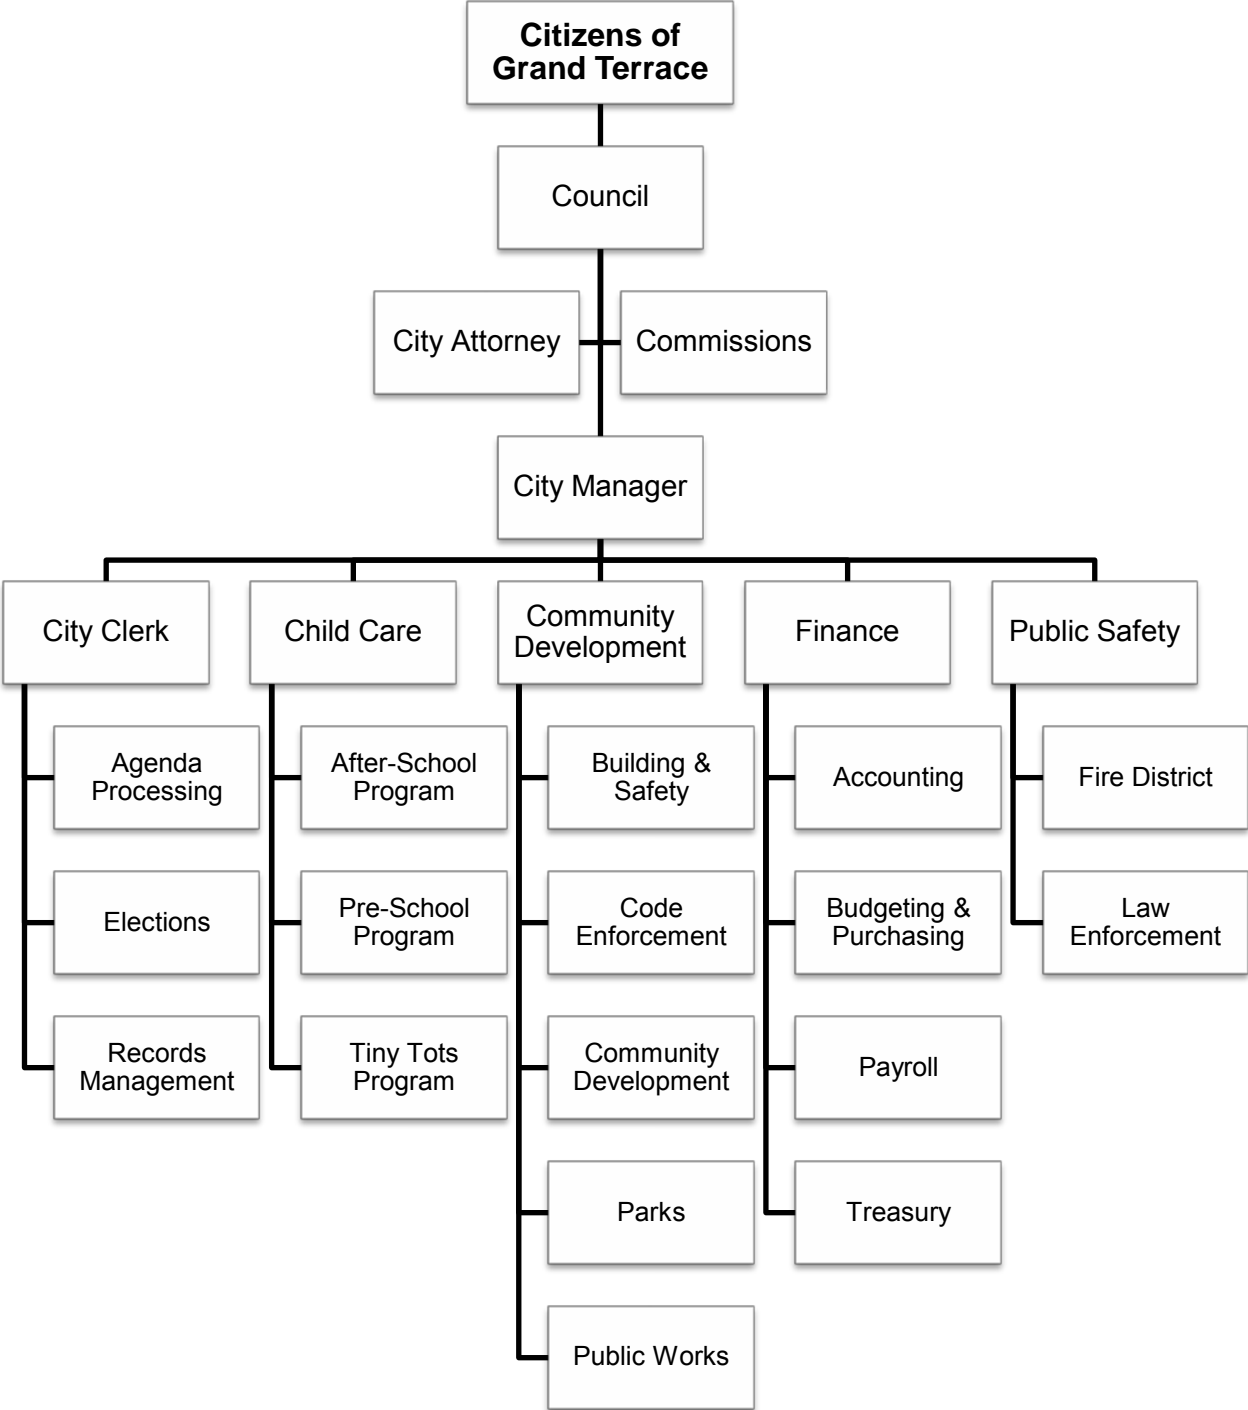 Citizens of
Grand Terrace
Council
City Attorney
Commissions
City Manager
City Clerk
Child Care
Community
Development
Finance
Public Safety
Agenda
Processing
Elections
Records
Management
After-School
Program
Pre-School
Program
Tiny Tots
Program
Building &
Safety
Code
Enforcement
Community
Development
Parks
Public Works
Accounting
Budgeting &
Purchasing
Payroll
Treasury
Fire District
Law
Enforcement